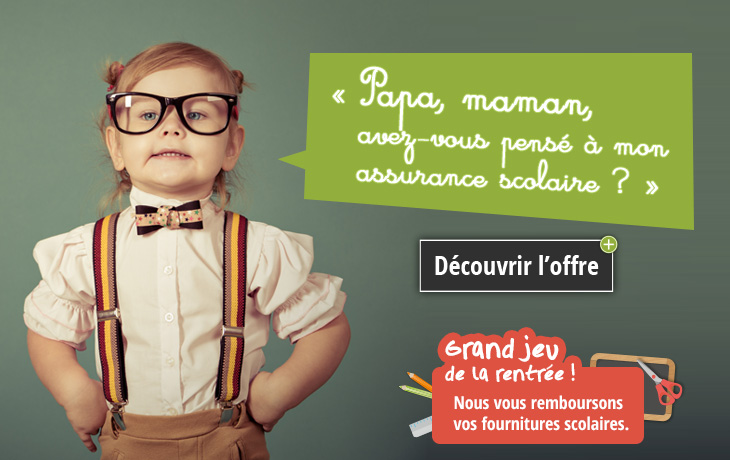 « Papa, maman,
avez-vous pensé à mon
assurance scolaire ? »
Découvrir l'offre
Grand jeu
de la rentrée !
Nous vous remboursons
vos fournitures scolaires.